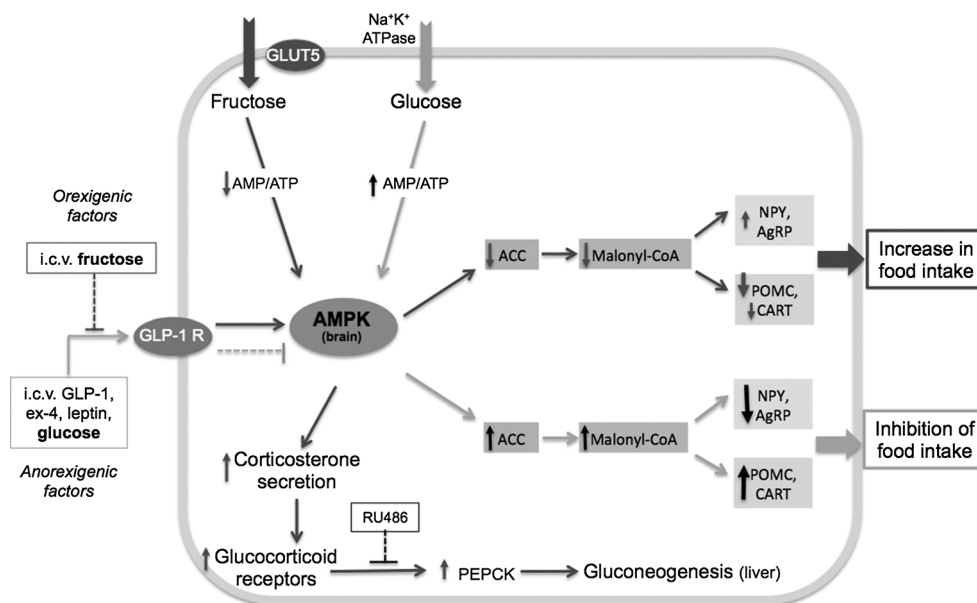 Na⁺K⁺
ATPase
GLUT5
Fructose
Glucose
AMP/ATP
AMP/ATP
Orexigenic
factors
i.c.v. fructose
GLP-1 R
i.c.v. GLP-1,
ex-4, leptin,
glucose
Anorexigenic
factors
AMPK
(brain)
ACC
Malonyl-CoA
NPY,
AgRP
POMC,
CART
Increase in
food intake
ACC
Malonyl-CoA
NPY,
AgRP
POMC,
CART
Inhibition of
food intake
Corticosterone
secretion
RU486
Glucocorticoid
receptors
PEPCK
Gluconeogenesis (liver)